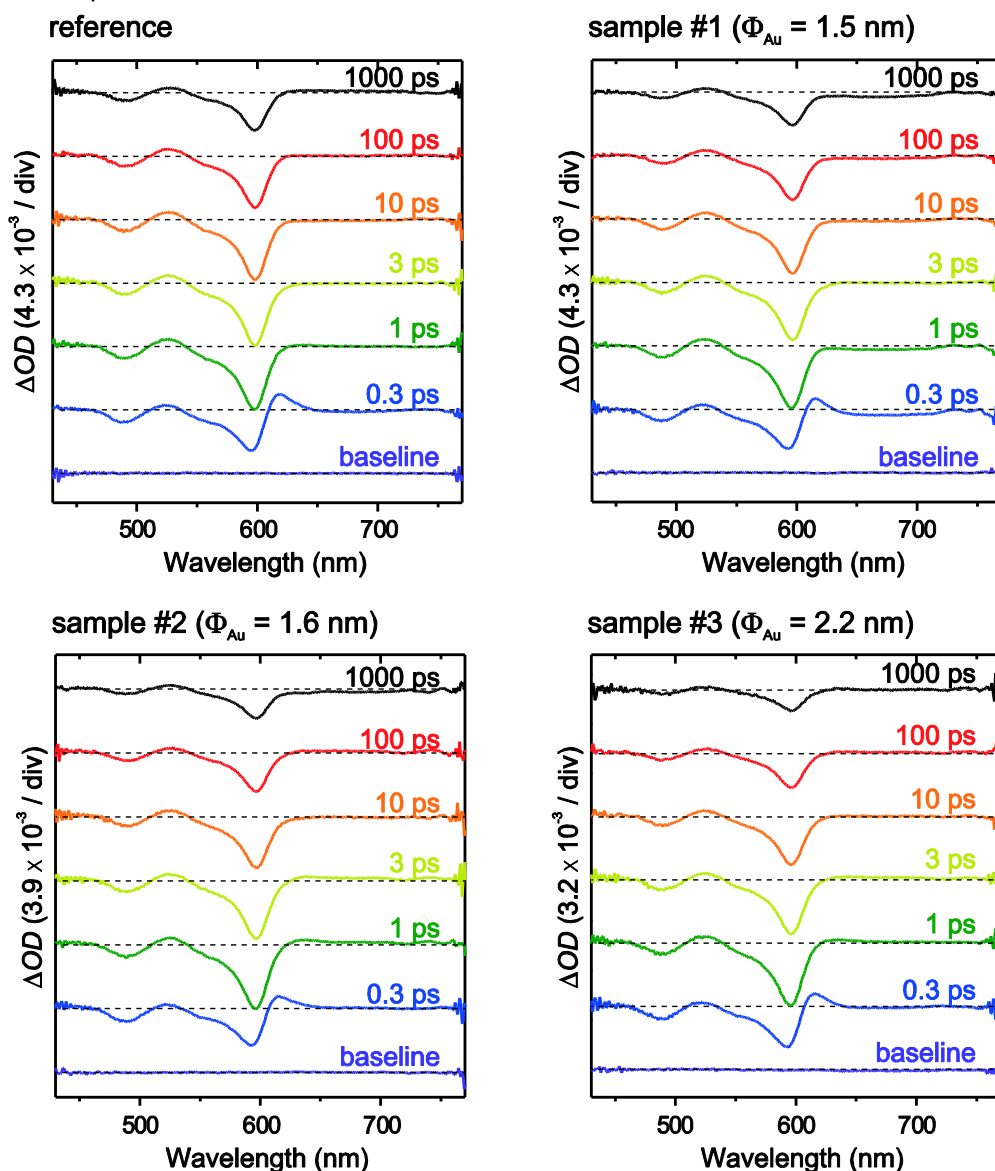 reference
1000 ps
100 ps
10 ps
3 ps
1 ps
0.3 ps
baseline
ΔOD (4.3 x 10⁻³ / div)
500 600 700
Wavelength (nm)
sample #1 (Φ_Au = 1.5 nm)
1000 ps
100 ps
10 ps
3 ps
1 ps
0.3 ps
baseline
ΔOD (4.3 x 10⁻³ / div)
500 600 700
Wavelength (nm)
sample #2 (Φ_Au = 1.6 nm)
1000 ps
100 ps
10 ps
3 ps
1 ps
0.3 ps
baseline
ΔOD (3.9 x 10⁻³ / div)
500 600 700
Wavelength (nm)
sample #3 (Φ_Au = 2.2 nm)
1000 ps
100 ps
10 ps
3 ps
1 ps
0.3 ps
baseline
ΔOD (3.2 x 10⁻³ / div)
500 600 700
Wavelength (nm)